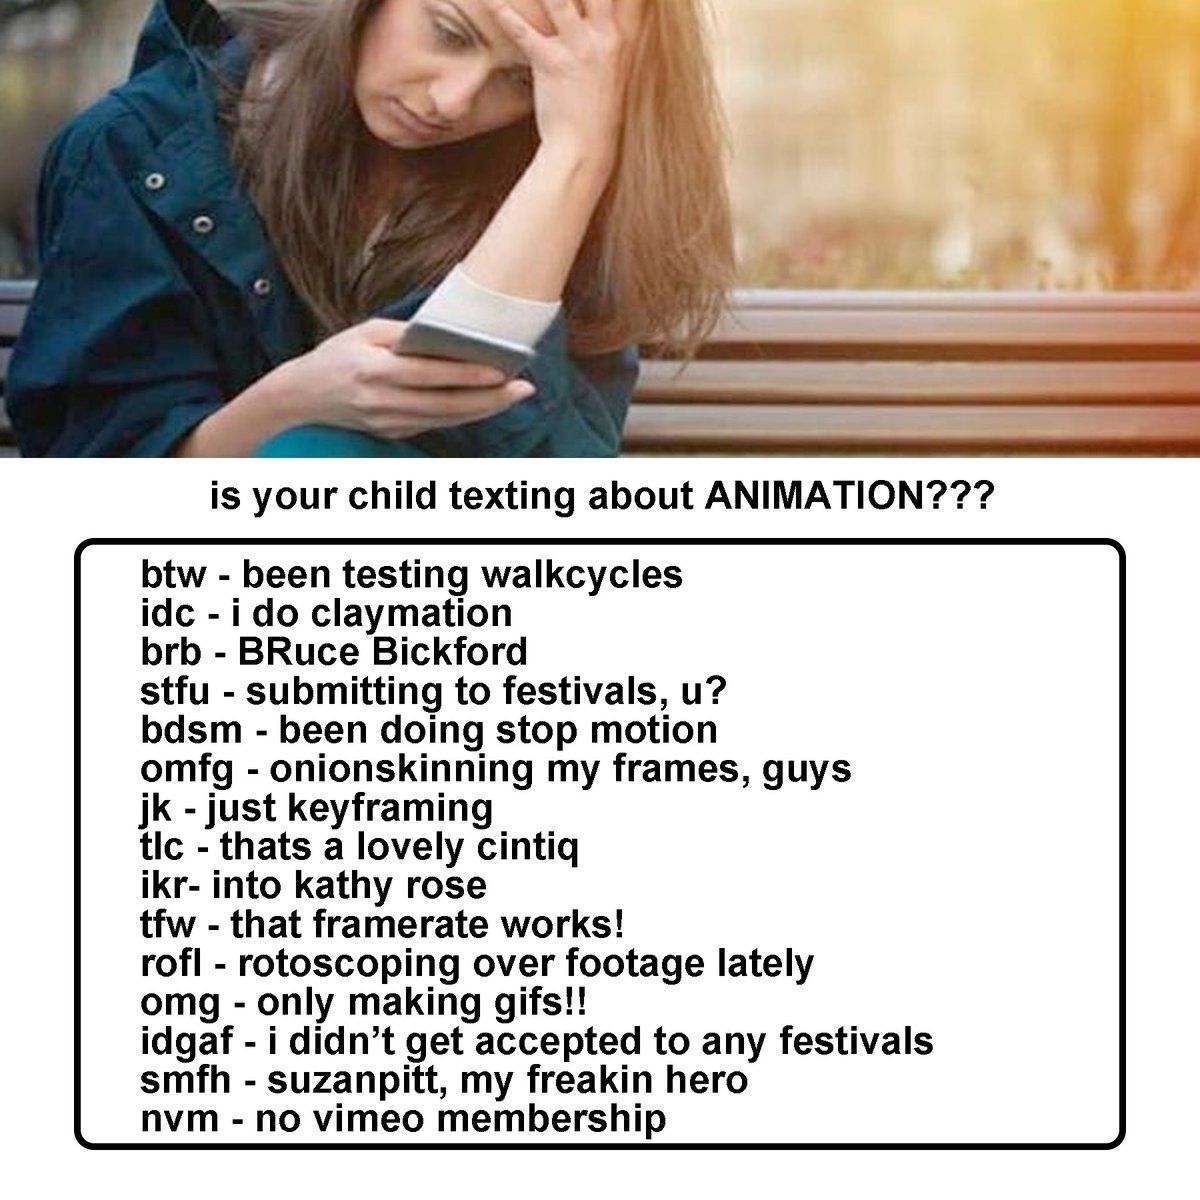 is your child texting about ANIMATION???
btw - been testing walkcycles
idc - i do claymation
brb - BRuce Bickford
stfu - submitting to festivals, u?
bdsm - been doing stop motion
omfg - onionskinning my frames, guys
jk - just keyframing
tlc - thats a lovely cintiq
ikr- into kathy rose
tfw - that framerate works!
rofl - rotoscoping over footage lately
omg - only making gifs!!
idgaf - i didn’t get accepted to any festivals
smfh - suzanpitt, my freakin hero
nvm - no vimeo membership